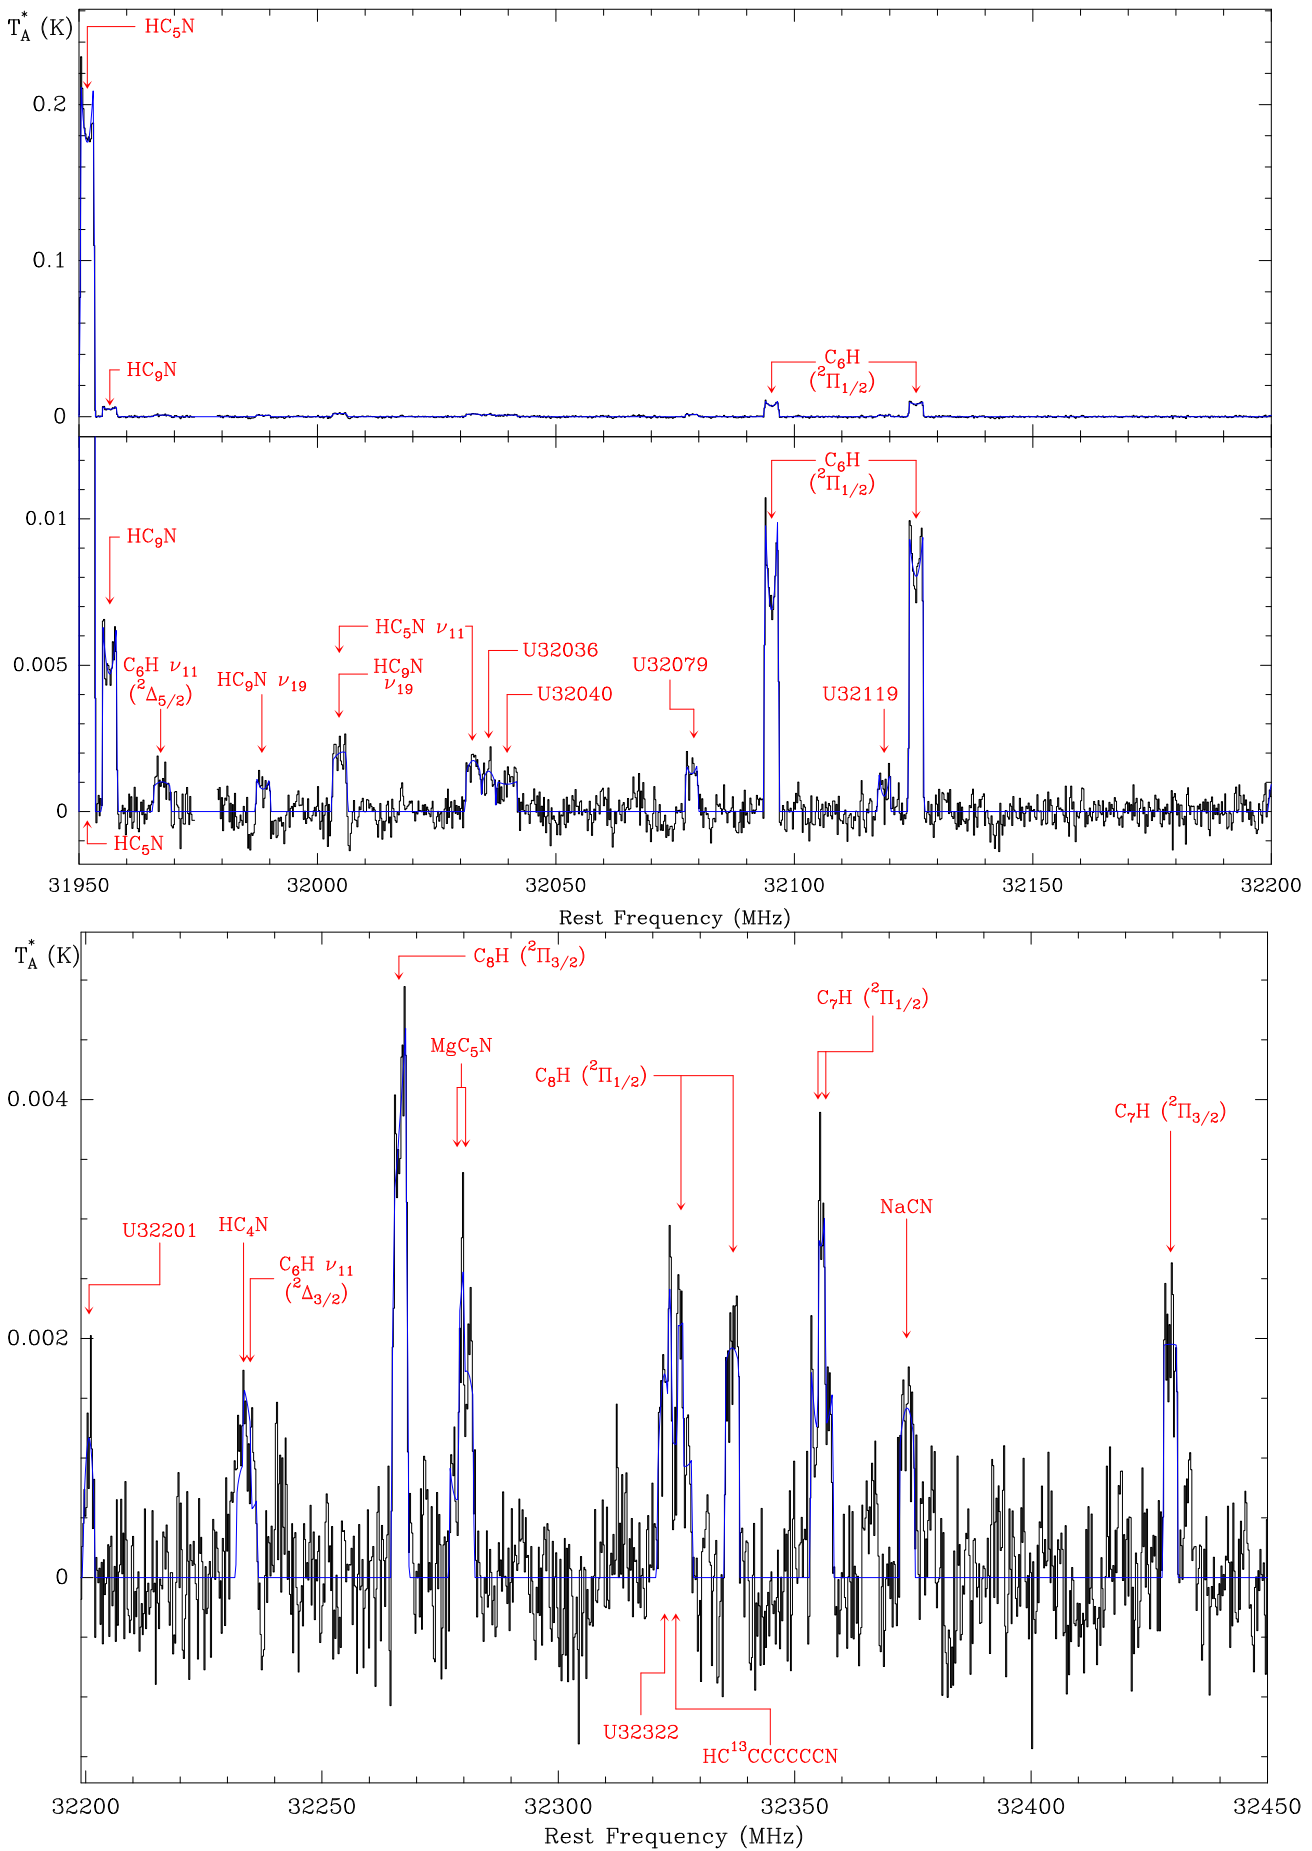 T*A (K)
HC5N
0.2
0.1
HC9N
C6H
(²Π1/2)
0
C6H
(²Π1/2)
0.01
HC9N
HC5N ν11
U32036
0.005
C6H ν11
(²Δ5/2)
HC9N ν19
HC9N
ν19
U32040
U32079
U32119
0
HC5N
31950 32000 32050 32100 32150 32200
Rest Frequency (MHz)
T*A (K)
C8H (²Π3/2)
C7H (²Π1/2)
MgC5N
C8H (²Π1/2)
0.004
C7H (²Π3/2)
NaCN
U32201
HC4N
C6H ν11
(²Δ3/2)
0.002
0
U32322
HC¹³CCCCCCN
32200 32250 32300 32350 32400 32450
Rest Frequency (MHz)